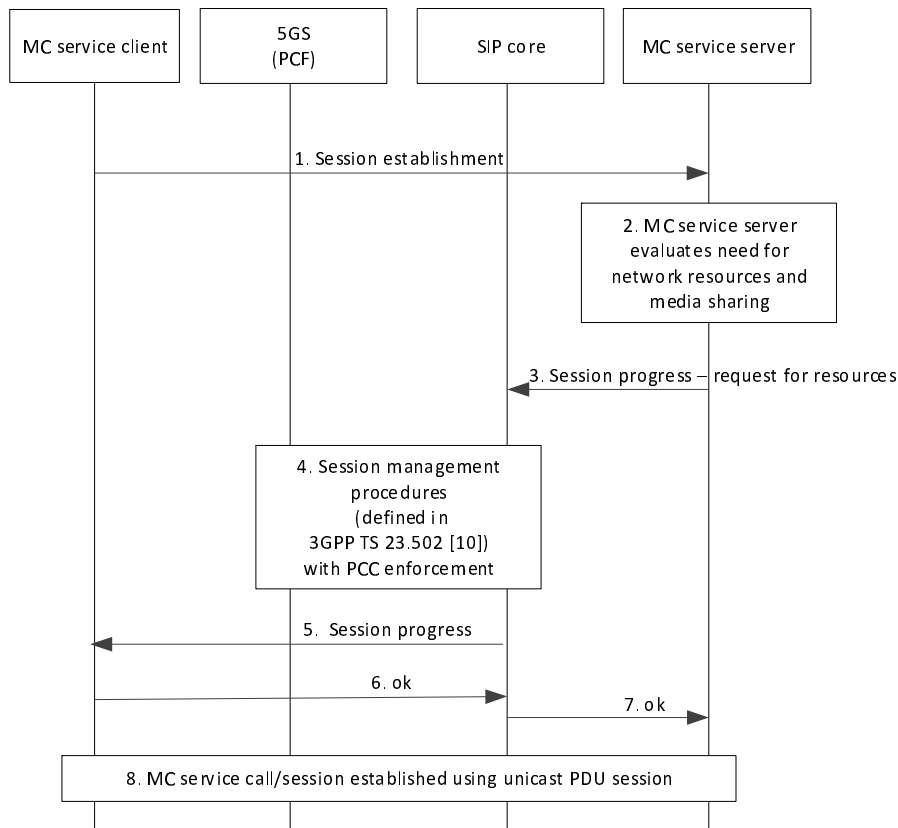 MC service client
5GS
(PCF)
SIP core
MC service server
1. Session establishment
2. MC service server
evaluates need for
network resources and
media sharing
3. Session progress – request for resources
4. Session management
procedures
(defined in
3GPP TS 23.502 [10])
with PCC enforcement
5. Session progress
6. ok
7. ok
8. MC service call/session established using unicast PDU session